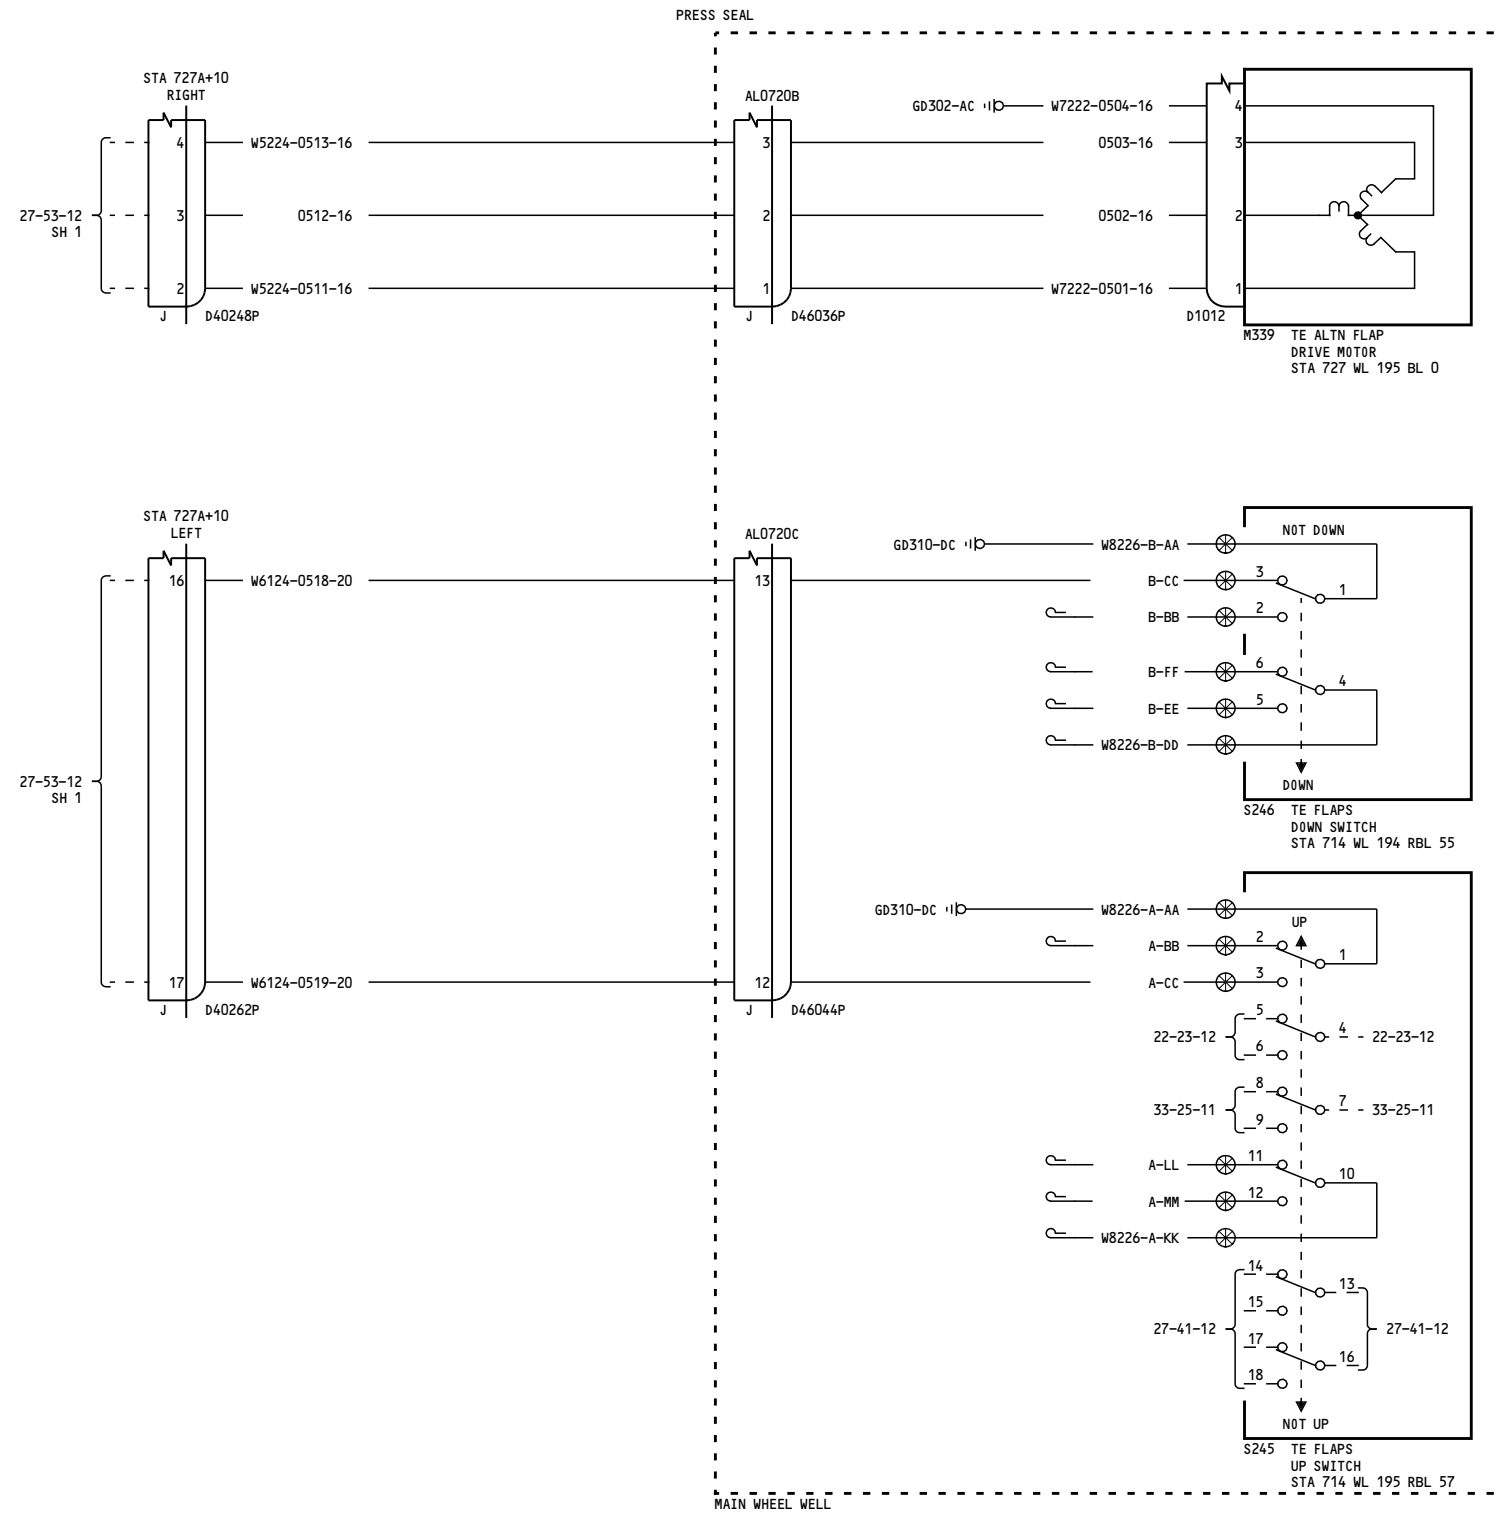 PRESS SEAL
STA 727A+10
RIGHT
AL0720B
GD302-AC
W7222-0504-16
4
4
W5224-0513-16
3
0503-16
3
27-53-12
SH 1
3
0512-16
2
0502-16
2
2
W5224-0511-16
1
W7222-0501-16
1
J
D40248P
J
D46036P
D1012
M339
TE ALTN FLAP
DRIVE MOTOR
STA 727 WL 195 BL 0
STA 727A+10
LEFT
AL0720C
GD310-DC
W8226-B-AA
NOT DOWN
16
W6124-0518-20
13
B-CC
3
1
B-BB
2
B-FF
6
4
B-EE
5
W8226-B-DD
DOWN
27-53-12
SH 1
S246
TE FLAPS
DOWN SWITCH
STA 714 WL 194 RBL 55
GD310-DC
W8226-A-AA
UP
A-BB
2
1
17
W6124-0519-20
12
A-CC
3
J
D40262P
J
D46044P
5
22-23-12
4
22-23-12
6
8
33-25-11
7
33-25-11
9
A-LL
11
10
A-MM
12
W8226-A-KK
14
13
15
27-41-12
27-41-12
17
16
18
NOT UP
S245
TE FLAPS
UP SWITCH
STA 714 WL 195 RBL 57
MAIN WHEEL WELL